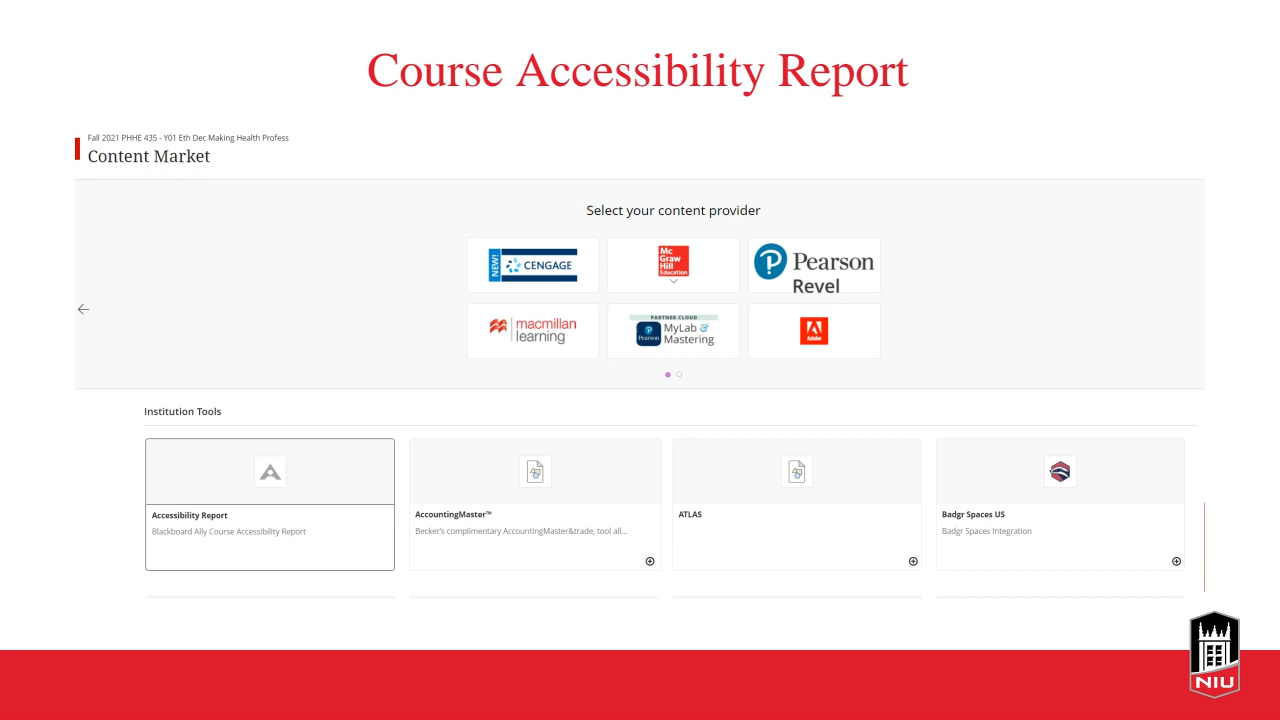 Course Accessibility Report
Fall 2021 PHHE 435 - Y01 Eth Dec Making Health Profess
Content Market
Select your content provider
NEW! CENGAGE
Mc
Graw
Hill
Education
Pearson
Revel
macmillan
learning
PARTNER CLOUD
Pearson
MyLab &
Mastering
Adobe
Institution Tools
Accessibility Report
Blackboard Ally Course Accessibility Report
AccountingMaster™
Becker's complimentary AccountingMaster&trade; tool all...
ATLAS
Badgr Spaces US
Badgr Spaces Integration
NIU